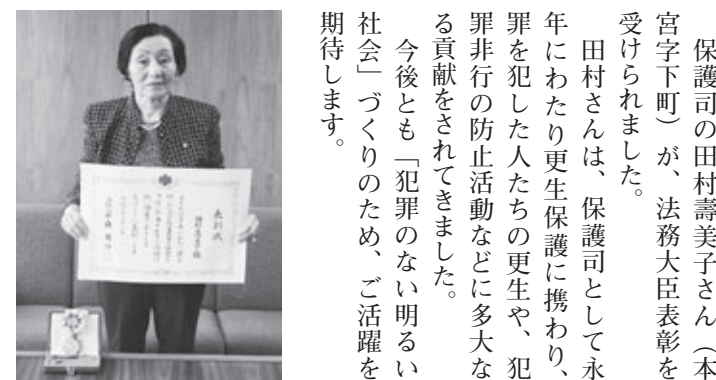 保護司の田村壽美子さん（本
宮字下町）が、法務大臣表彰を
受けられました。
田村さんは、保護司として永
年にわたり更生保護に携わり、
罪を犯した人たちの更生や、犯
罪非行の防止活動などに多大な
る貢献をされてきました。
今後とも「犯罪のない明るい
社会」づくりのため、ご活躍を
期待します。
表彰状